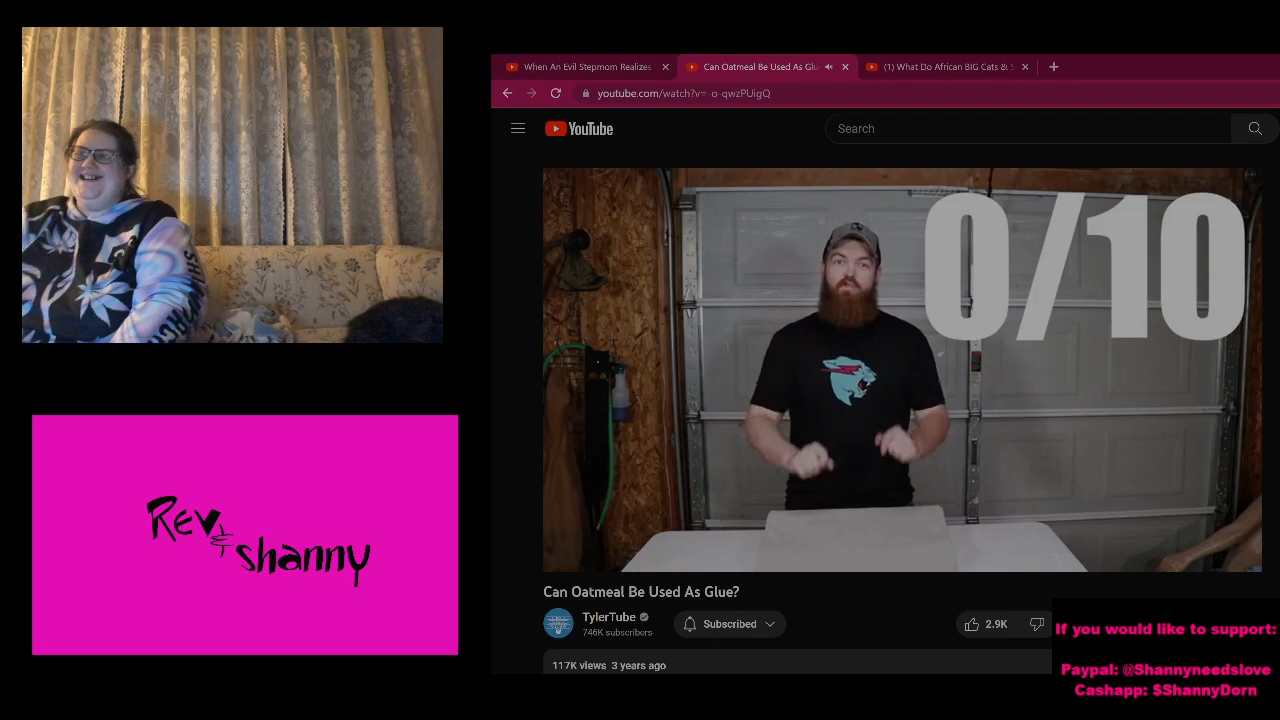 When An Evil Stepmom Realizes
Can Oatmeal Be Used As Glu
(1) What Do African BIG Cats & S
youtube.com/watch?v=-o-qwzPUigQ
YouTube
Search
0/10
Rev
&
shanny
Can Oatmeal Be Used As Glue?
TylerTube
746K subscribers
Subscribed
2.9K
117K views 3 years ago
If you would like to support:
Paypal: @Shannyneedslove
Cashapp: $ShannyDorn